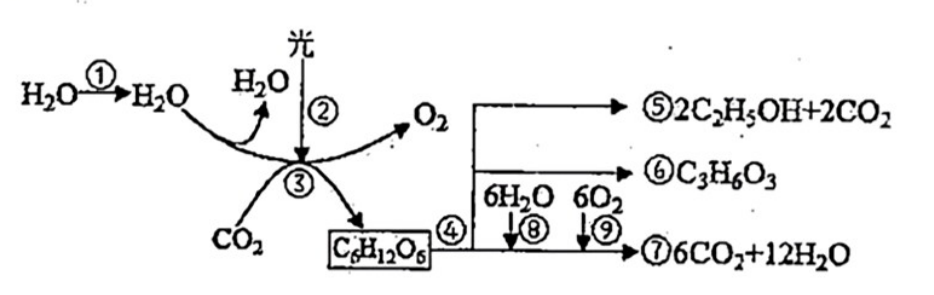 光
H₂O ① H₂O H₂O ② O₂ ⑤2C₂H₅OH+2CO₂
③ ⑥C₃H₆O₃
6H₂O 6O₂
CO₂ C₆H₁₂O₆ ④ ⑧ ⑨ ⑦6CO₂+12H₂O